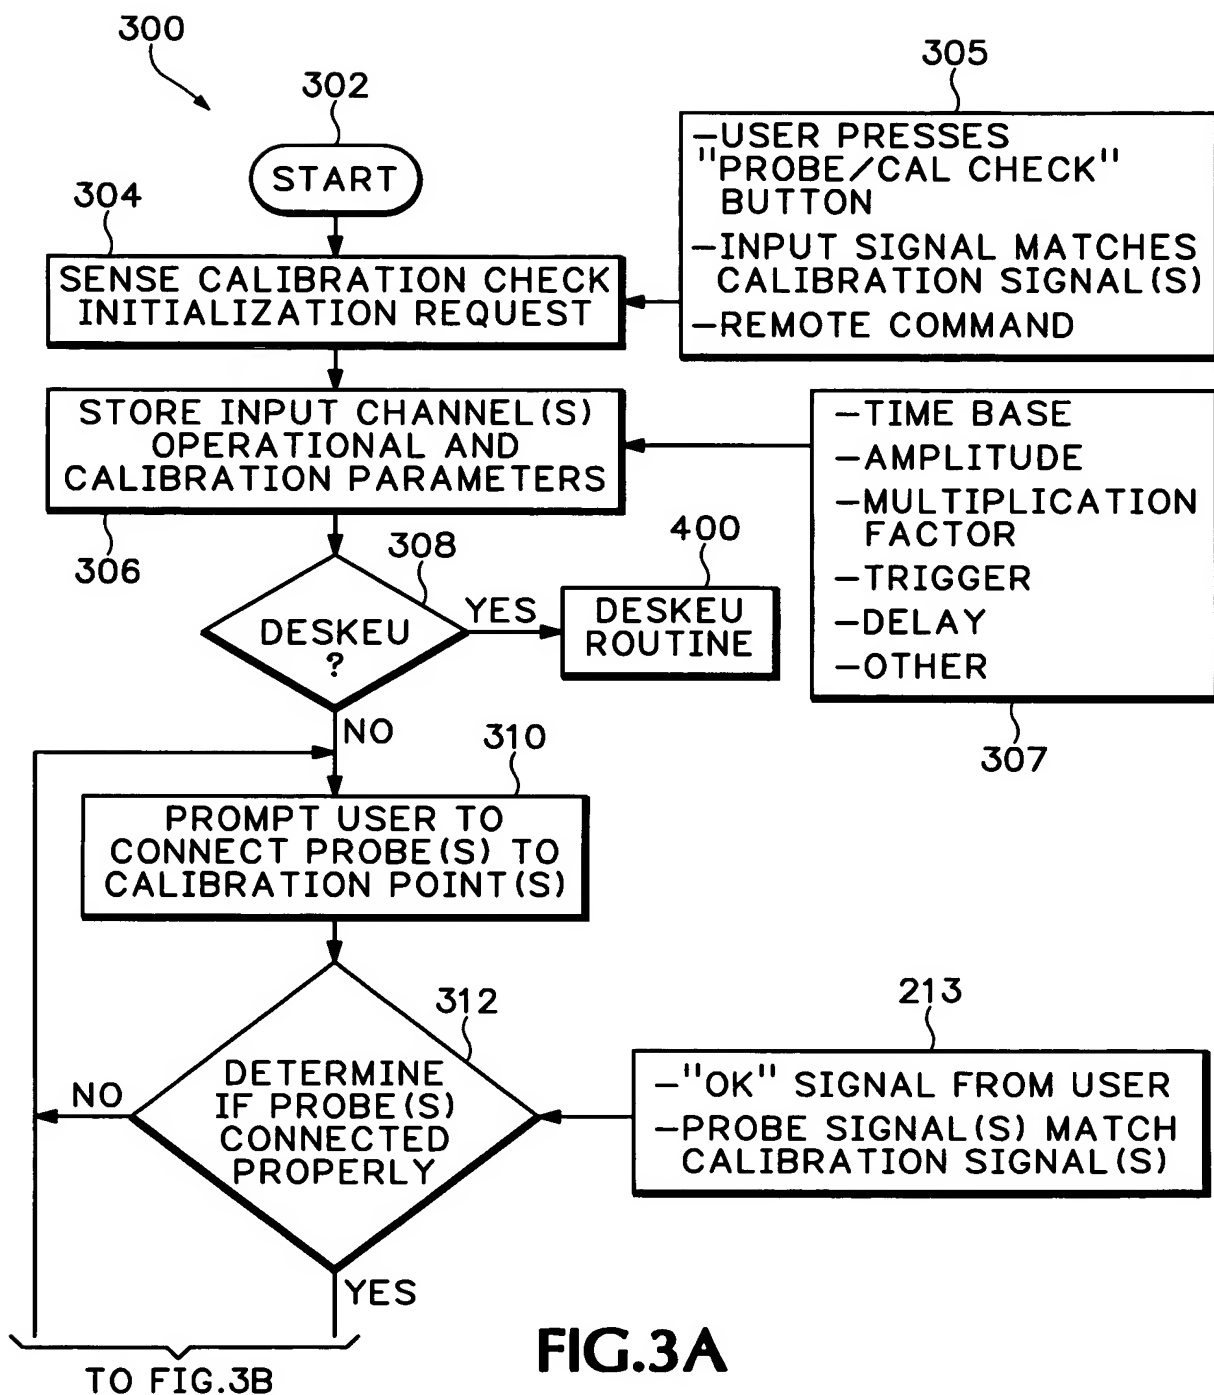 300
302
START
305
-USER PRESSES
"PROBE/CAL CHECK"
BUTTON
-INPUT SIGNAL MATCHES
CALIBRATION SIGNAL(S)
-REMOTE COMMAND
304
SENSE CALIBRATION CHECK
INITIALIZATION REQUEST
STORE INPUT CHANNEL(S)
OPERATIONAL AND
CALIBRATION PARAMETERS
306
-TIME BASE
-AMPLITUDE
-MULTIPLICATION
FACTOR
-TRIGGER
-DELAY
-OTHER
307
308
DESKEU
?
YES
400
DESKEU
ROUTINE
NO
310
PROMPT USER TO
CONNECT PROBE(S) TO
CALIBRATION POINT(S)
312
DETERMINE
IF PROBE(S)
CONNECTED
PROPERLY
NO
213
-"OK" SIGNAL FROM USER
-PROBE SIGNAL(S) MATCH
CALIBRATION SIGNAL(S)
YES
TO FIG.3B
FIG.3A